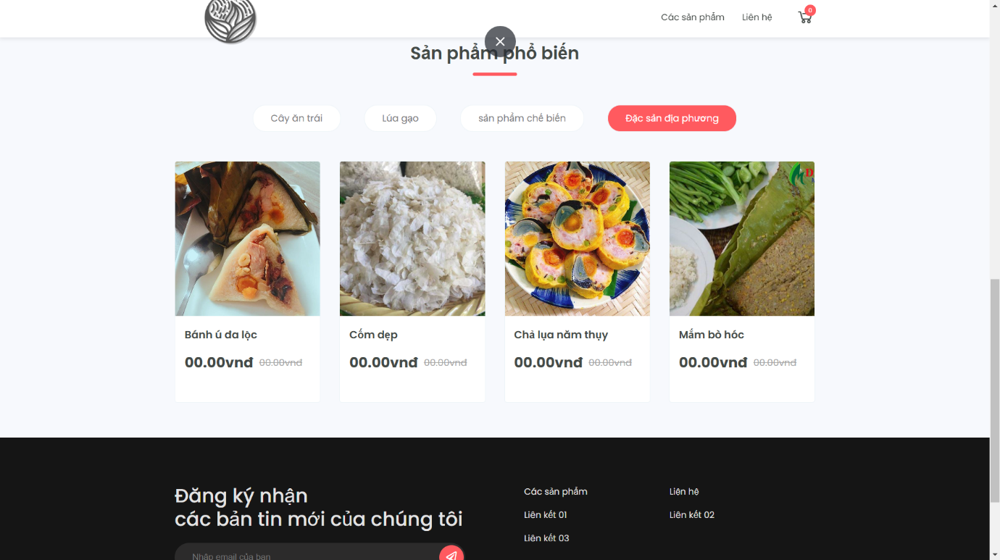 Các sản phẩm
Liên hệ
0
Sản phẩm phổ biến
Cây ăn trái
Lúa gạo
sản phẩm chế biến
Đặc sản địa phương
D
Bánh ú đa lộc
Cốm dẹp
Chả lụa năm thụy
Mắm bò hóc
00.00vnđ 00.00vnđ
00.00vnđ 00.00vnđ
00.00vnđ 00.00vnđ
00.00vnđ 00.00vnđ
Đăng ký nhận
các bản tin mới của chúng tôi
Nhập email của bạn
Các sản phẩm
Liên kết 01
Liên kết 03
Liện hệ
Liên kết 02